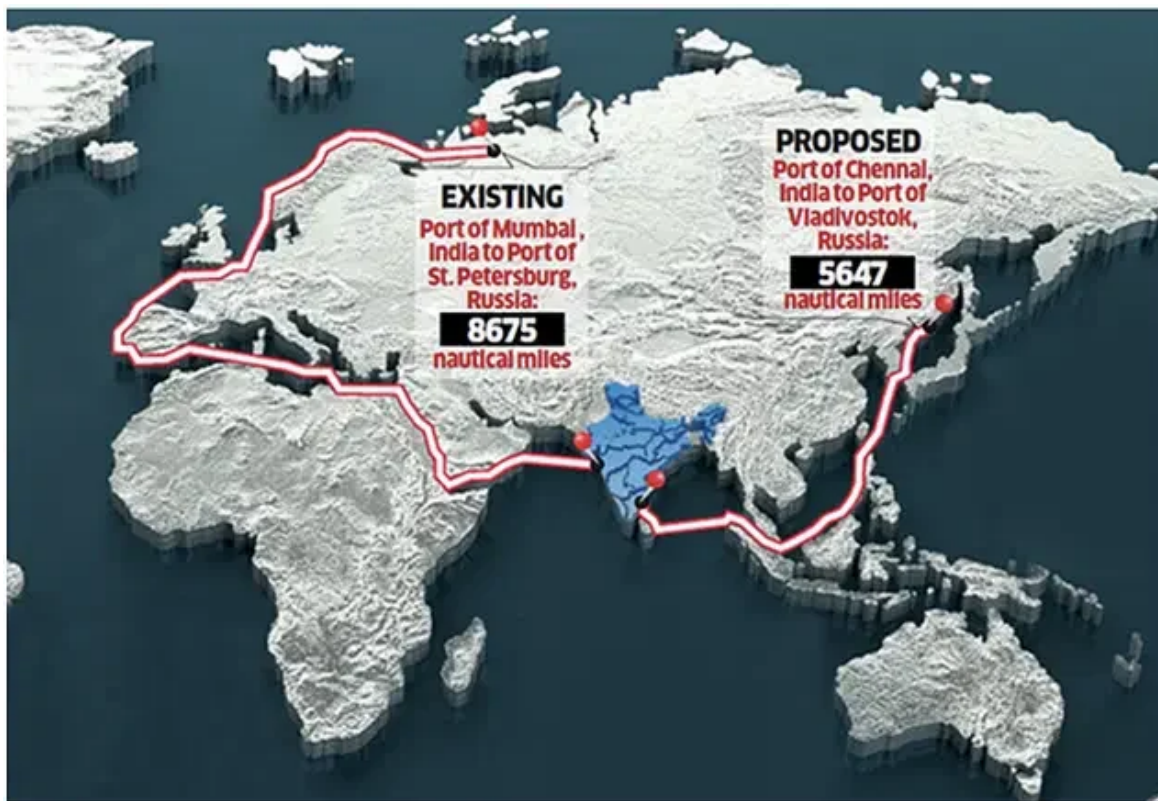 EXISTING
Port of Mumbai,
India to Port of
St. Petersburg,
Russia:
8675
nautical miles
PROPOSED
Port of Chennai,
India to Port of
Vladivostok,
Russia:
5647
nautical miles